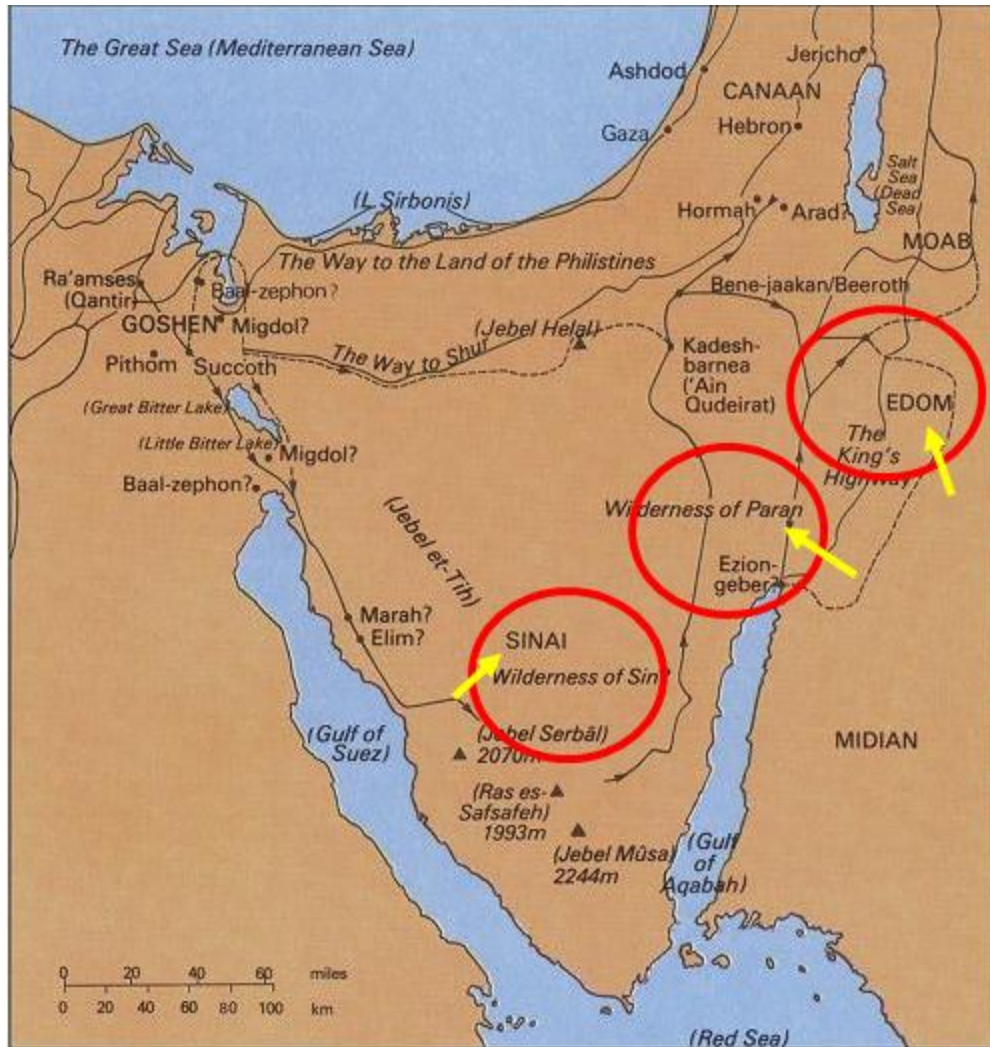 The Great Sea (Mediterranean Sea)
Jericho
Ashdod
CANAAN
Gaza
Hebron
Salt
Sea
(Dead
Sea)
(L. Sirbonis)
Hormah
Arad?
MOAB
The Way to the Land of the Philistines
Ra'amses
(Qantir)
Baal-zephon?
Bene-jaakan/Beeroth
GOSHEN
Migdol?
(Jebel Helal)
The Way to Shur
Pithom
Succoth
Kadesh-
barnea
('Ain
Qudeirat)
(Great Bitter Lake)
EDOM
The
King's
Highway
(Little Bitter Lake)
Migdol?
Baal-zephon?
(Jebel et-Tih)
Wilderness of Paran
Ezion-
geber?
Marah?
Elim?
SINAI
Wilderness of Sin?
(Gulf of
Suez)
(Jebel Serbāl)
2070m
MIDIAN
(Ras es-
Safsafeh)
1993m
(Jebel Mûsa)
2244m
(Gulf
of
Aqabah)
0 20 40 60 miles
0 20 40 60 80 100 km
(Red Sea)